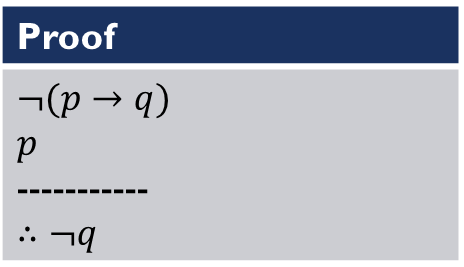 Proof
¬(𝑝 → 𝑞)
𝑝
-----------
∴ ¬𝑞